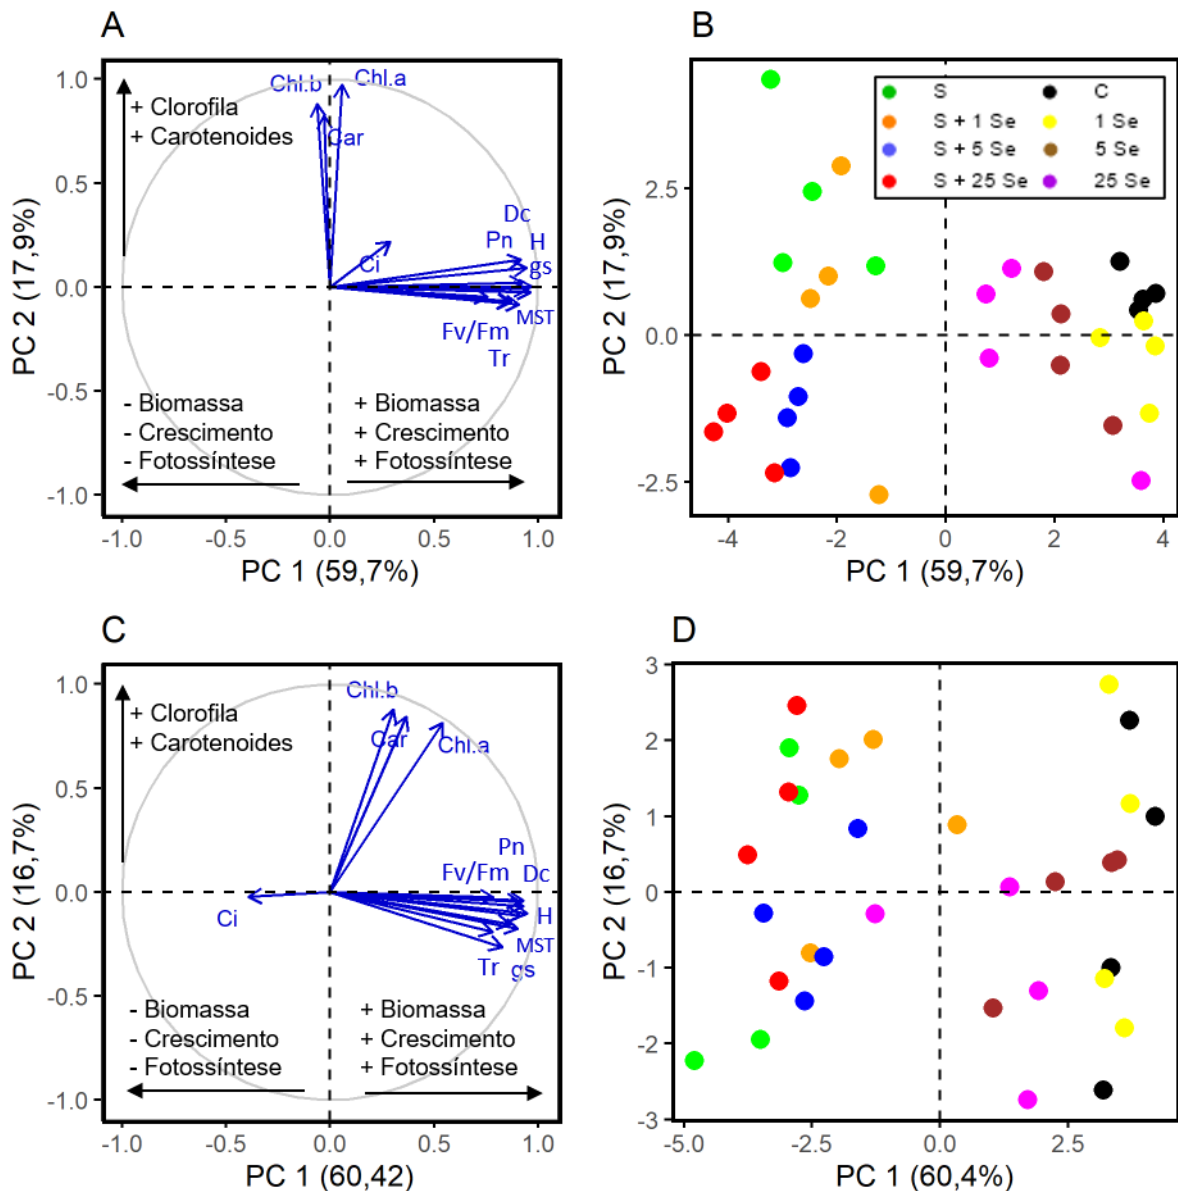 A
1.0
0.5
0.0
-0.5
-1.0
PC 2 (17,9%)
+ Clorofila
+ Carotenoides
Chl.b
Chl.a
Car
Ci
Dc
Pn
H
gs
MST
Fv/Fm
Tr
- Biomassa
- Crescimento
- Fotossíntese
+ Biomassa
+ Crescimento
+ Fotossíntese
-1.0 -0.5 0.0 0.5 1.0
PC 1 (59,7%)
B
2.5
0.0
-2.5
PC 2 (17,9%)
S C
S + 1 Se 1 Se
S + 5 Se 5 Se
S + 25 Se 25 Se
-4 -2 0 2 4
PC 1 (59,7%)
C
1.0
0.5
0.0
-0.5
-1.0
PC 2 (16,7%)
+ Clorofila
+ Carotenoides
Chl.b
Car
Chl.a
Pn
Fv/Fm
Dc
Ci
H
MST
Tr
gs
- Biomassa
- Crescimento
- Fotossíntese
+ Biomassa
+ Crescimento
+ Fotossíntese
-1.0 -0.5 0.0 0.5 1.0
PC 1 (60,42)
D
3
2
1
0
-1
-2
-3
PC 2 (16,7%)
-5.0 -2.5 0.0 2.5
PC 1 (60,4%)